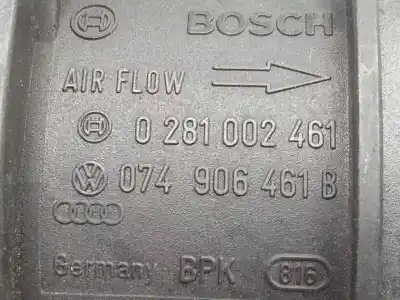 BOSCH
AIR FLOW
0 281 002 461
074 906 461 B
Germany BPK 816